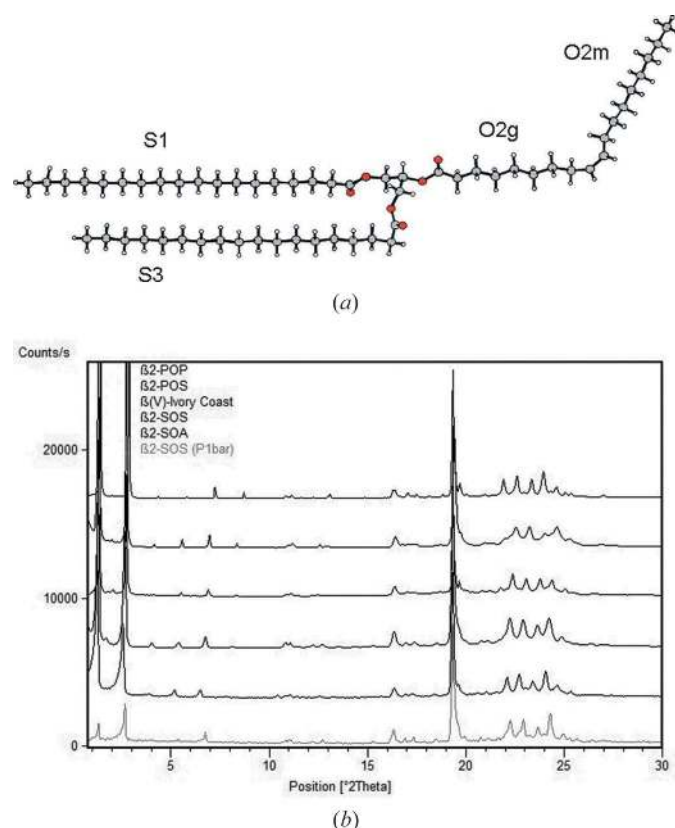 O2m
O2g
S1
S3
(a)
Counts/s
ß2-POP
ß2-POS
ß(V)-Ivory Coast
ß2-SOS
ß2-SOA
ß2-SOS (P1bar)
20000
10000
0
5 10 15 20 25 30
Position [°2Theta]
(b)